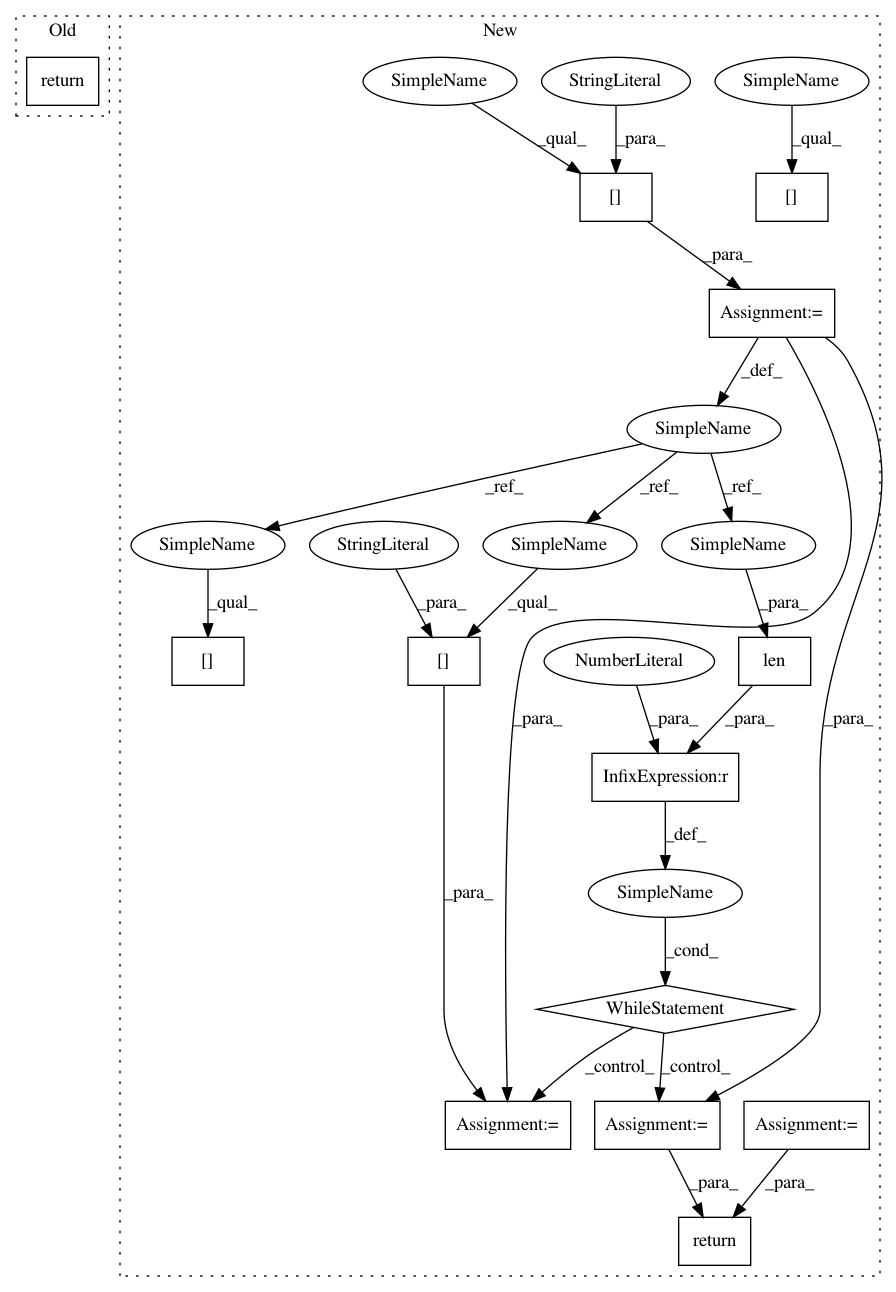 Old
New
return
SimpleName
StringLiteral
SimpleName
_qual_
_para_
_qual_
[]
[]
_para_
Assignment:=
_def_
SimpleName
_ref_
_ref_
_ref_
SimpleName
StringLiteral
SimpleName
SimpleName
_qual_
_para_
_qual_
_para_
[]
[]
NumberLiteral
len
_para_
_para_
_para_
_para_
InfixExpression:r
_def_
_para_
SimpleName
_cond_
WhileStatement
_control_
_control_
Assignment:=
Assignment:=
Assignment:=
_para_
_para_
return